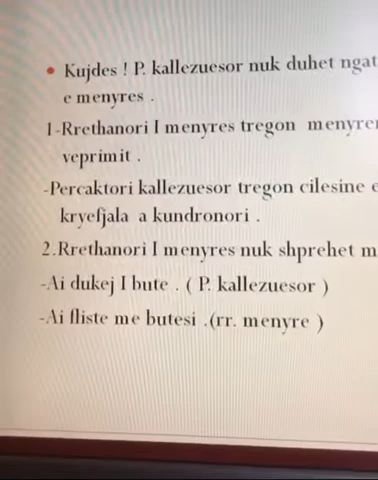 • Kujdes ! P. kallezuesor nuk duhet ngat
e menyres .
1-Rrethanori I menyres tregon menyre
veprimit .
-Percaktori kallezuesor tregon cilesine e
kryefjala a kundronori .
2.Rrethanori I menyres nuk shprehet m
-Ai dukej I bute . ( P. kallezuesor )
-Ai fliste me butesi .(rr. menyre )